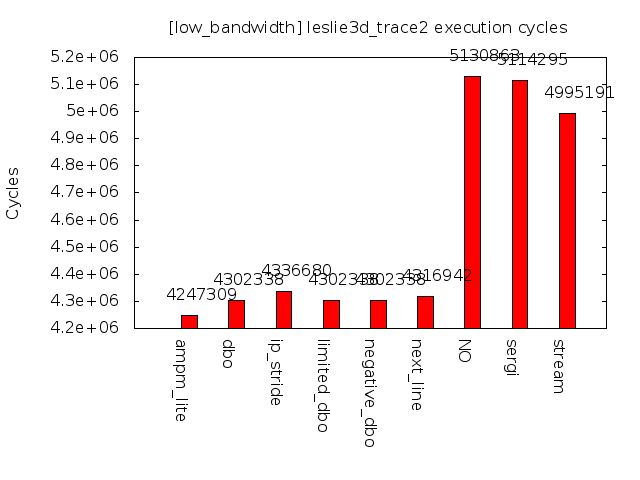 [low_bandwidth] leslie3d_trace2 execution cycles
Cycles
5.2e+06
5.1e+06
5e+06
4.9e+06
4.8e+06
4.7e+06
4.6e+06
4.5e+06
4.4e+06
4.3e+06
4.2e+06
4247309
4302338
4336680
4302338
4302338
4316942
5130863
5114295
4995191
ampm_lite
dbo
ip_stride
limited_dbo
negative_dbo
next_line
NO
sergi
stream